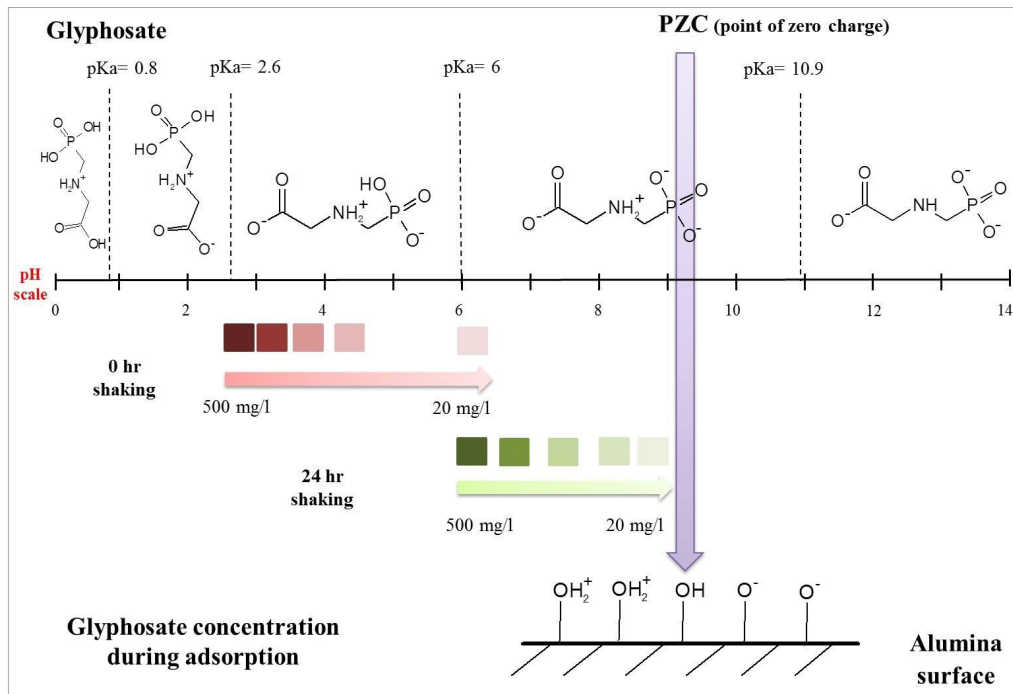 Glyphosate
PZC (point of zero charge)
pKa= 0.8
pKa= 2.6
pKa= 6
pKa= 10.9
O
OH
P
HO
H₂N⁺
O
OH
O
OH
P
HO
H₂N⁺
O
O⁻
O
O⁻
NH₂⁺
HO
P
O
O⁻
O
O⁻
NH₂⁺
O⁻
P
O
O⁻
O
O⁻
NH
O⁻
P
O
O⁻
pH
scale
0
2
4
6
8
10
12
14
0 hr
shaking
500 mg/l
20 mg/l
24 hr
shaking
500 mg/l
20 mg/l
OH₂⁺
OH₂⁺
OH
O⁻
O⁻
Glyphosate concentration
during adsorption
Alumina
surface